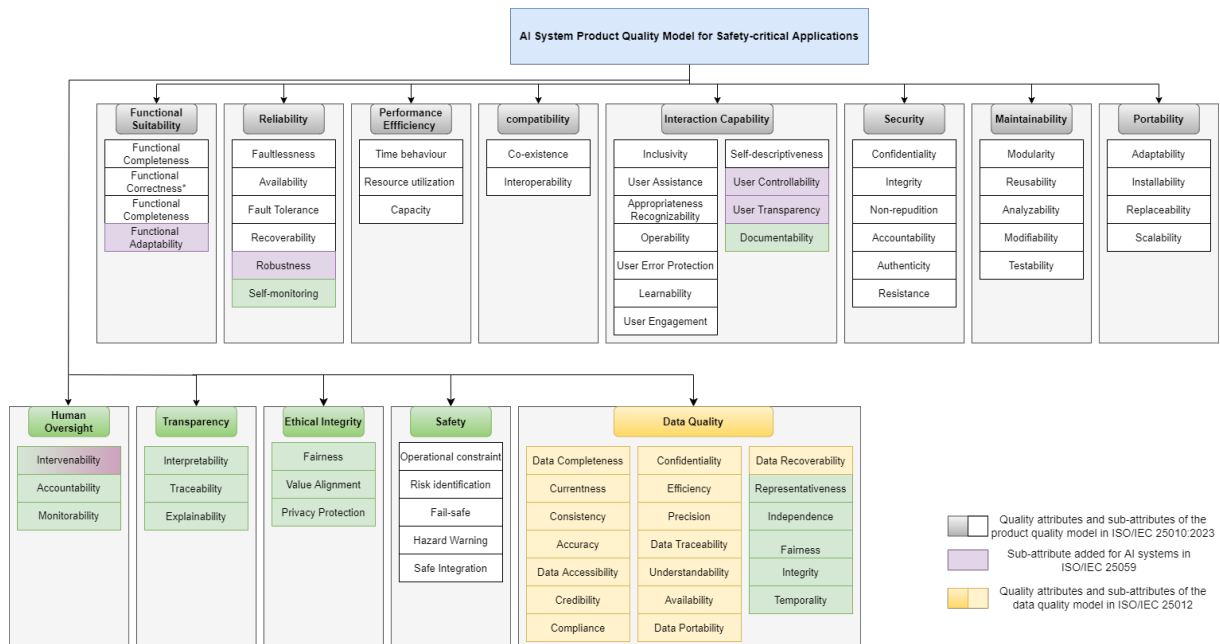 AI System Product Quality Model for Safety-critical Applications
Functional
Suitability
Functional
Completeness
Functional
Correctness*
Functional
Completeness
Functional
Adaptability
Reliability
Faultlessness
Availability
Fault Tolerance
Recoverability
Robustness
Self-monitoring
Performance
Effficiency
Time behaviour
Resource utilization
Capacity
compatibility
Co-existence
Interoperability
Interaction Capability
Inclusivity
User Assistance
Appropriateness
Recognizability
Operability
User Error Protection
Learnability
User Engagement
Self-descriptiveness
User Controllability
User Transparency
Documentability
Security
Confidentiality
Integrity
Non-repudition
Accountability
Authenticity
Resistance
Maintainability
Modularity
Reusability
Analyzability
Modifiability
Testability
Portability
Adaptability
Installability
Replaceability
Scalability
Human
Oversight
Intervenability
Accountability
Monitorability
Transparency
Interpretability
Traceability
Explainability
Ethical Integrity
Fairness
Value Alignment
Privacy Protection
Safety
Operational constraint
Risk identification
Fail-safe
Hazard Warning
Safe Integration
Data Quality
Data Completeness
Currentness
Consistency
Accuracy
Data Accessibility
Credibility
Compliance
Confidentiality
Efficiency
Precision
Data Traceability
Understandability
Availability
Data Portability
Data Recoverability
Representativeness
Independence
Fairness
Integrity
Temporality
Quality attributes and sub-attributes of the
product quality model in ISO/IEC 25010:2023
Sub-attribute added for AI systems in
ISO/IEC 25059
Quality attributes and sub-attributes of the
data quality model in ISO/IEC 25012